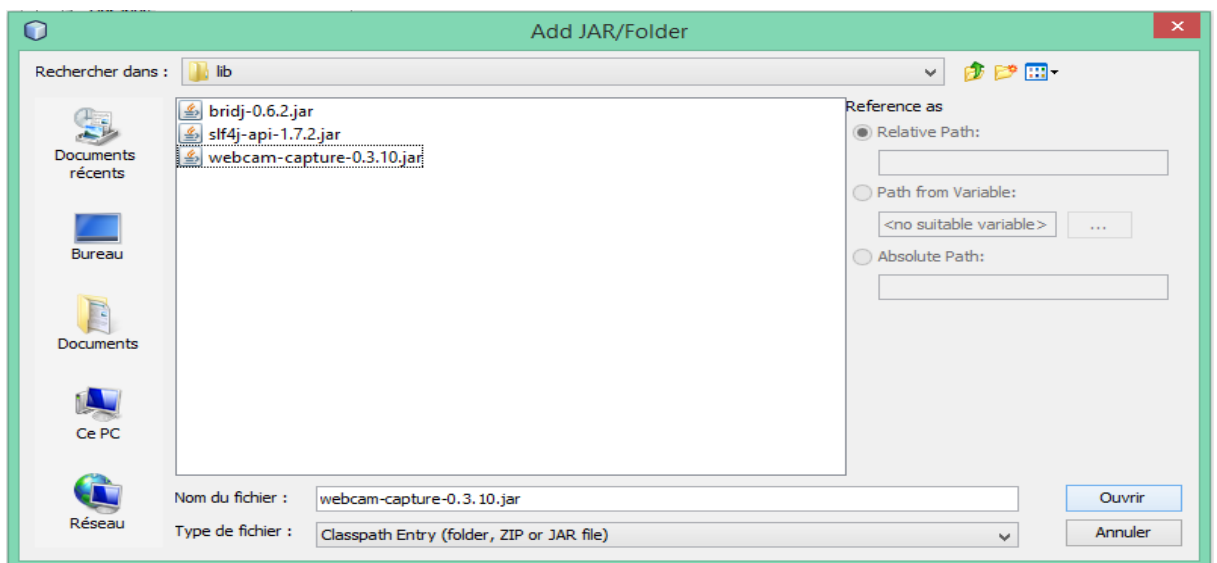 Add JAR/Folder
Rechercher dans :
lib
Documents
récents
Bureau
Documents
Ce PC
Réseau
bridj-0.6.2.jar
slf4j-api-1.7.2.jar
webcam-capture-0.3.10.jar
Reference as
Relative Path:
Path from Variable:
<no suitable variable>
...
Absolute Path:
Nom du fichier :
webcam-capture-0.3.10.jar
Ouvrir
Type de fichier :
Classpath Entry (folder, ZIP or JAR file)
Annuler